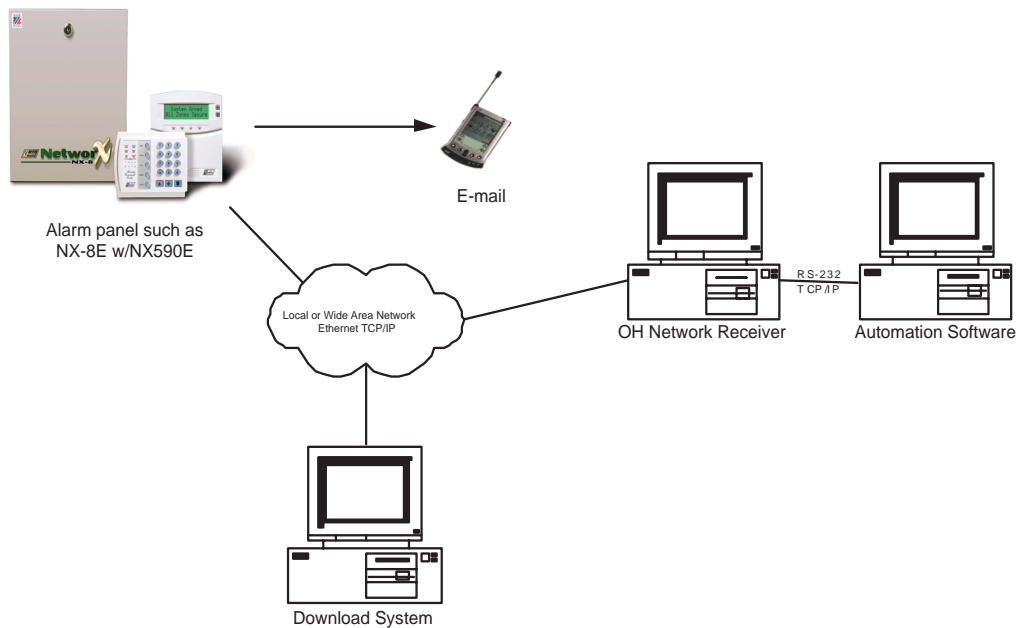 System Armed
All Zones Secure
NetworX
NX-8
E-mail
Alarm panel such as
NX-8E w/NX590E
Local or Wide Area Network
Ethernet TCP/IP
RS-232
TCP/IP
OH Network Receiver
Automation Software
Download System